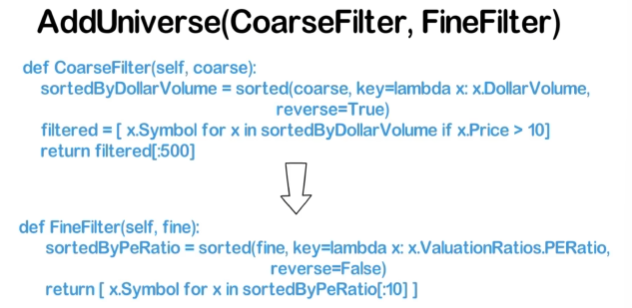 AddUniverse(CoarseFilter, FineFilter)
def CoarseFilter(self, coarse):
sortedByDollarVolume = sorted(coarse, key=lambda x: x.DollarVolume,
reverse=True)
filtered = [ x.Symbol for x in sortedByDollarVolume if x.Price > 10]
return filtered[:500]
def FineFilter(self, fine):
sortedByPeRatio = sorted(fine, key=lambda x: x.ValuationRatios.PERatio,
reverse=False)
return [ x.Symbol for x in sortedByPeRatio[:10] ]